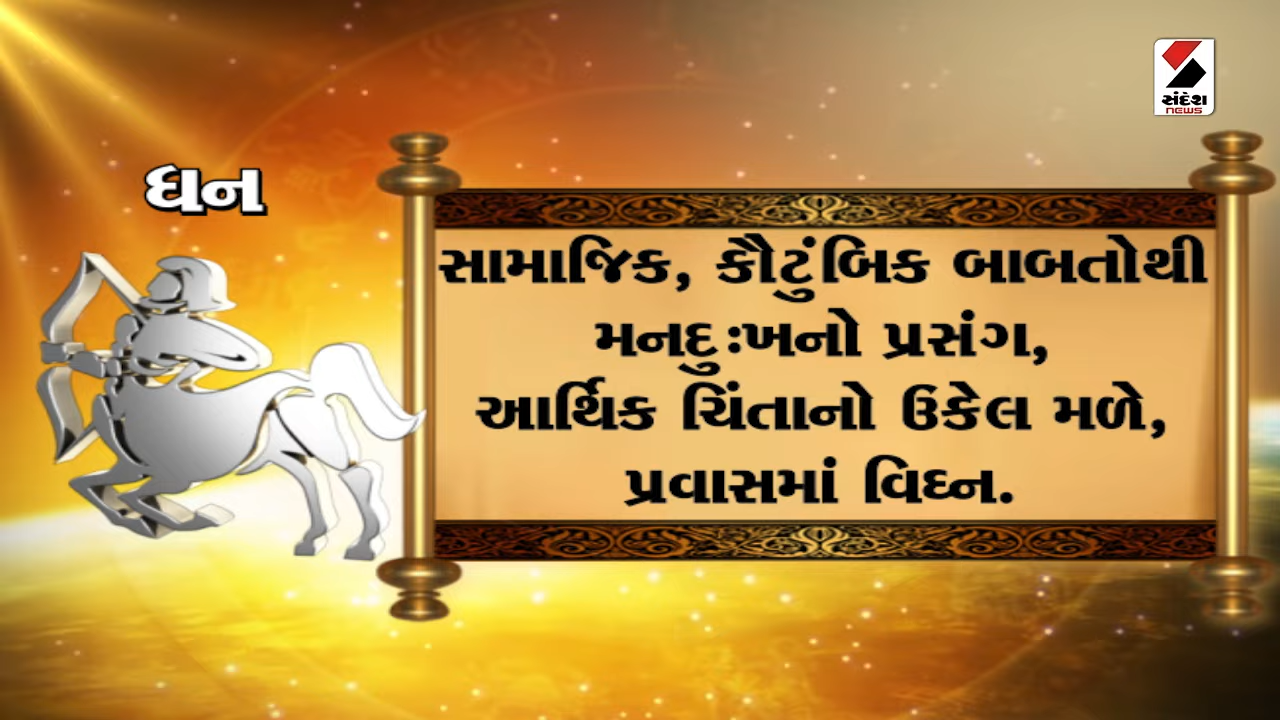 સંદેશ
NEWS
ધન
સામાજિક, કૌટુંબિક બાબતોથી
મનદુઃખનો પ્રસંગ,
આર્થિક ચિંતાનો ઉકેલ મળે,
પ્રવાસમાં વિઘ્ન.